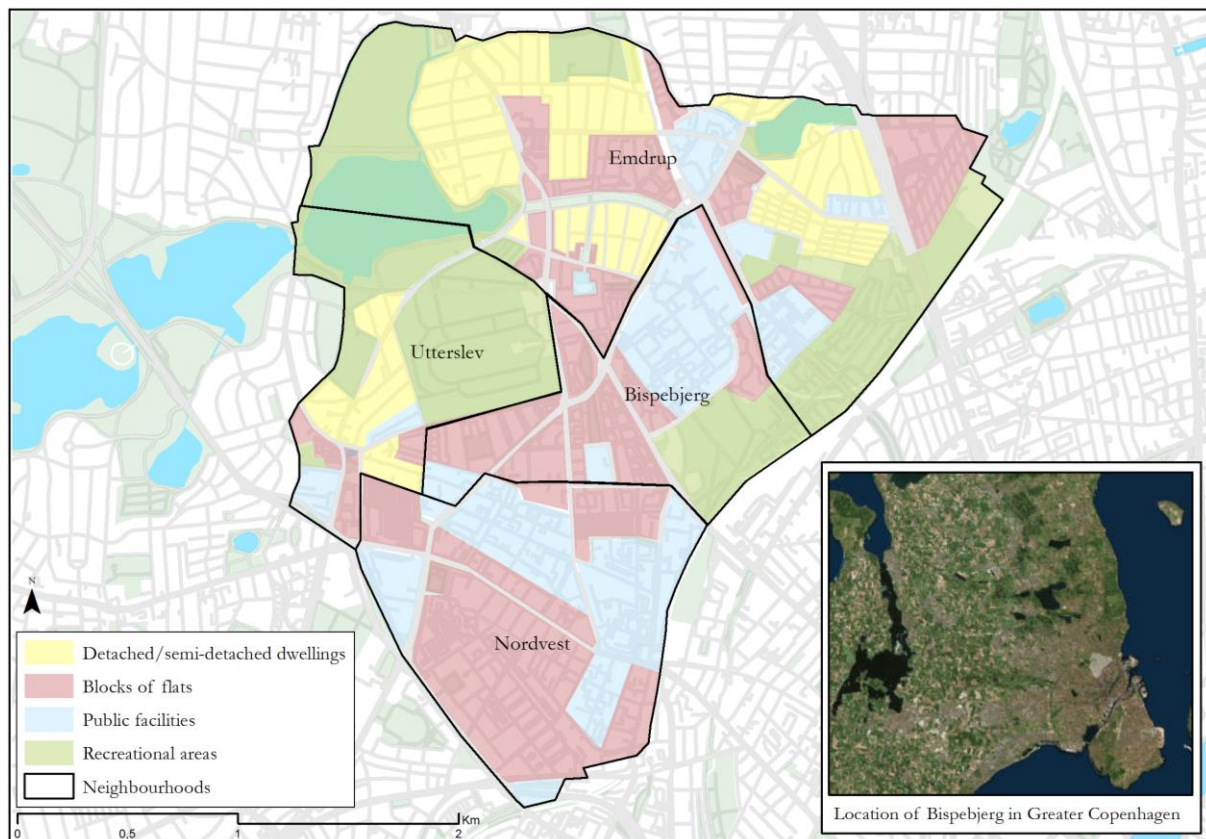 Emdrup
Utterslev
Bispebjerg
Nordvest
N
Detached/semi-detached dwellings
Blocks of flats
Public facilities
Recreational areas
Neighbourhoods
Km
0 0,5 1 2
Location of Bispebjerg in Greater Copenhagen